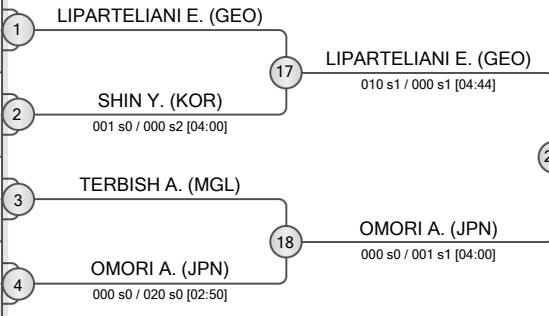 LIPARTELIANI E. (GEO)
1
17
LIPARTELIANI E. (GEO)
010 s1 / 000 s1 [04:44]
SHIN Y. (KOR)
2
001 s0 / 000 s2 [04:00]
TERBISH A. (MGL)
3
18
OMORI A. (JPN)
000 s0 / 001 s1 [04:00]
OMORI A. (JPN)
4
000 s0 / 020 s0 [02:50]